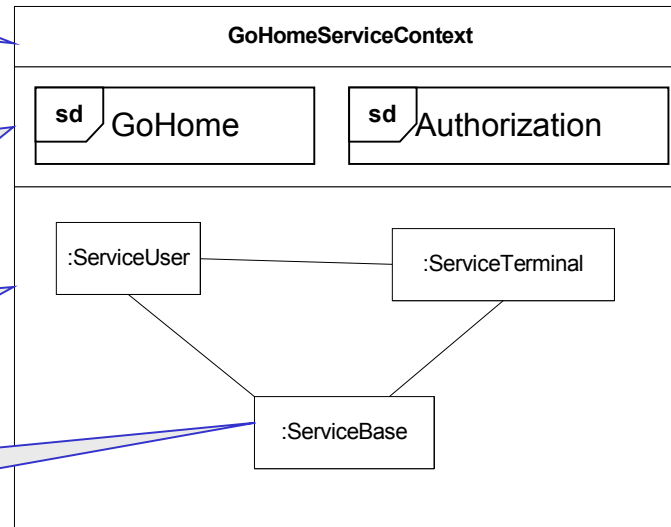 GoHomeServiceContext
sd GoHome
sd Authorization
:ServiceUser
:ServiceTerminal
:ServiceBase